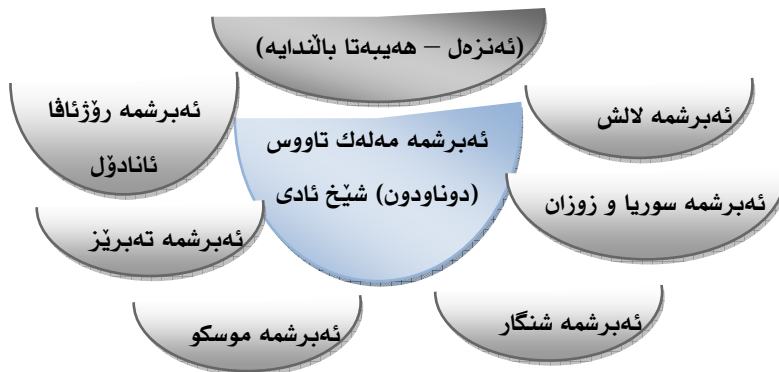 (ئەنزەل – هەیبەتا باڵندایە)
ئەبرشمە رۆژئاڤا
ئانادۆل
ئەبرشمە لالش
ئەبرشمە مەلەك تاووس
(دوناودون) شێخ ئادی
ئەبرشمە سوریا و زوزان
ئەبرشمە تەبرێز
ئەبرشمە شنگار
ئەبرشمە موسكو